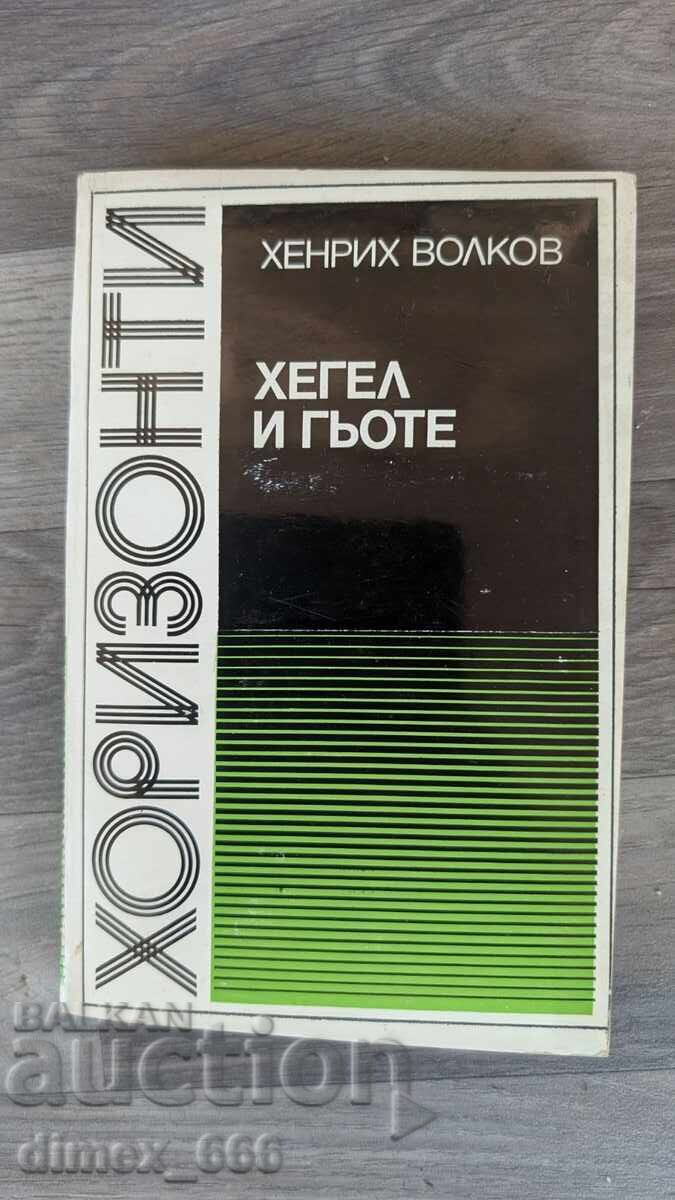 ХОРИЗОНТИ
ХЕНРИХ ВОЛКОВ
ХЕГЕЛ
И ГЬОТЕ
BALKAN
auction
dimex_666